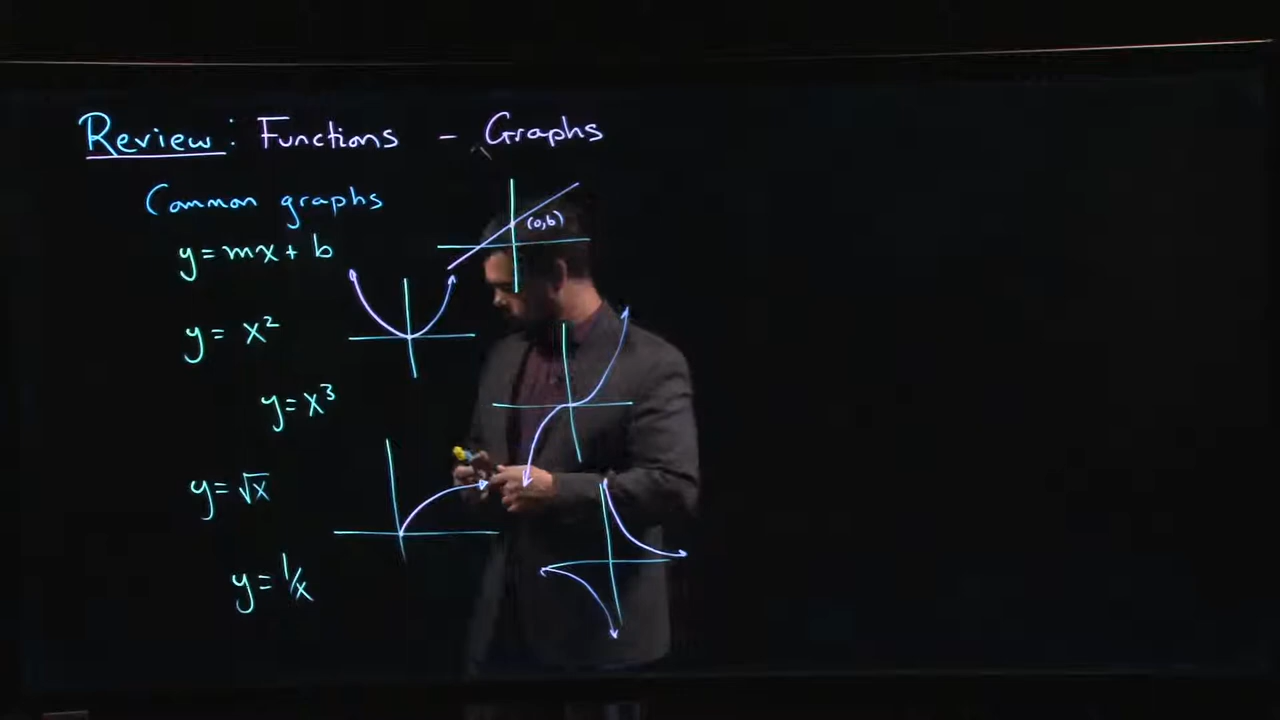 Review: Functions - Graphs
Common graphs
y = mx + b
(0,b)
y = x²
y = x³
y = √x
y = 1/x